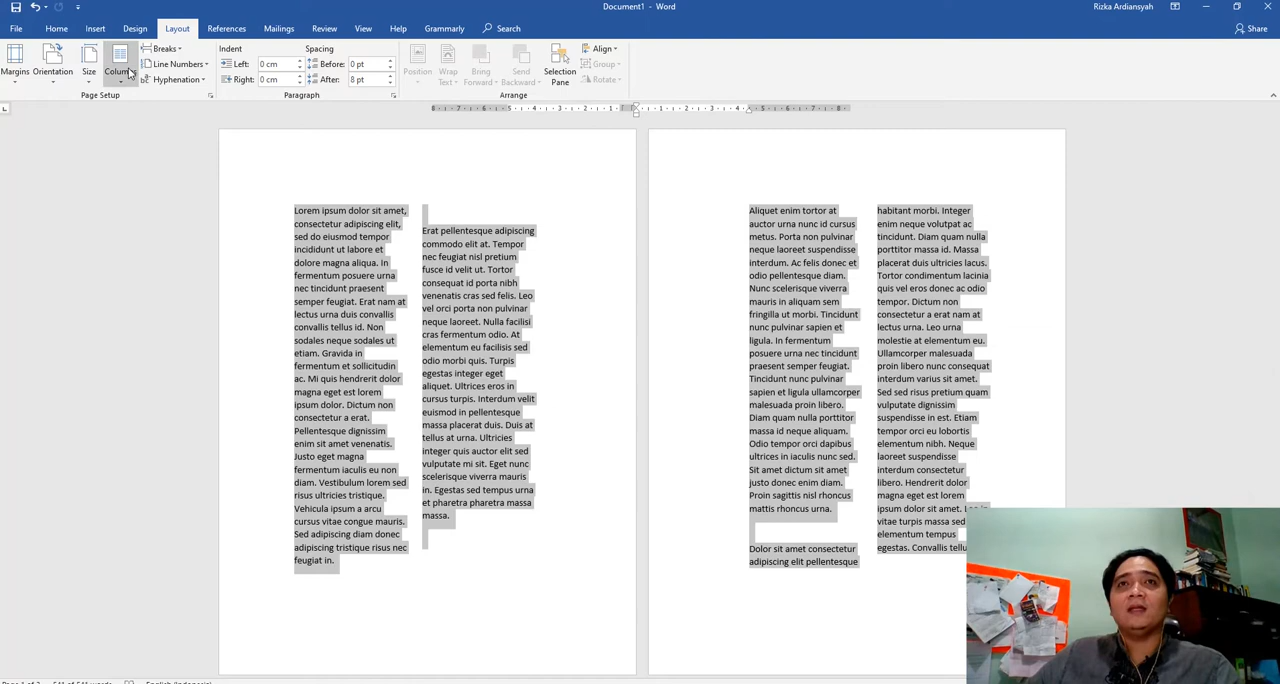 Document1 - Word
Rizka Ardiansyah
File Home Insert Design Layout References Mailings Review View Help Grammarly Search Share
Margins Orientation Size Columns
Breaks
Line Numbers
Hyphenation
Page Setup
Indent Spacing
Left: 0 cm Before: 0 pt
Right: 0 cm After: 8 pt
Paragraph
Position Wrap Text Bring Forward Send Backward Selection Pane
Align
Group
Rotate
Arrange
Lorem ipsum dolor sit amet,
consectetur adipiscing elit,
sed do eiusmod tempor
incididunt ut labore et
dolore magna aliqua. In
fermentum posuere urna
nec tincidunt praesent
semper feugiat. Erat nam at
lectus urna duis convallis
convallis tellus id. Non
sodales neque sodales ut
etiam. Gravida in
fermentum et sollicitudin
ac. Mi quis hendrerit dolor
magna eget est lorem
ipsum dolor. Dictum non
consectetur a erat.
Pellentesque dignissim
enim sit amet venenatis.
Justo eget magna
fermentum iaculis eu non
diam. Vestibulum lorem sed
risus ultricies tristique.
Vehicula ipsum a arcu
cursus vitae congue mauris.
Sed adipiscing diam donec
adipiscing tristique risus nec
feugiat in.
Erat pellentesque adipiscing
commodo elit at. Tempor
nec feugiat nisl pretium
fusce id velit ut. Tortor
consequat id porta nibh
venenatis cras sed felis. Leo
vel orci porta non pulvinar
neque laoreet. Nulla facilisi
cras fermentum odio. At
elementum eu facilisis sed
odio morbi quis. Turpis
egestas integer eget
aliquet. Ultrices eros in
cursus turpis. Interdum velit
euismod in pellentesque
massa placerat duis. Duis at
tellus at urna. Ultricies
integer quis auctor elit sed
vulputate mi sit. Eget nunc
scelerisque viverra mauris
in. Egestas sed tempus urna
et pharetra pharetra massa
massa.
Aliquet enim tortor at
auctor urna nunc id cursus
metus. Porta non pulvinar
neque laoreet suspendisse
interdum. Ac felis donec et
odio pellentesque diam.
Nunc scelerisque viverra
mauris in aliquam sem
fringilla ut morbi. Tincidunt
nunc pulvinar sapien et
ligula. In fermentum
posuere urna nec tincidunt
praesent semper feugiat.
Tincidunt nunc pulvinar
sapien et ligula ullamcorper
malesuada proin libero.
Diam quam nulla porttitor
massa id neque aliquam.
Odio tempor orci dapibus
ultrices in iaculis nunc sed.
Sit amet dictum sit amet
justo donec enim diam.
Proin sagittis nisl rhoncus
mattis rhoncus urna.
Dolor sit amet consectetur
adipiscing elit pellentesque
habitant morbi. Integer
enim neque volutpat ac
tincidunt. Diam quam nulla
porttitor massa id. Massa
placerat duis ultricies lacus.
Tortor condimentum lacinia
quis vel eros donec ac odio
tempor. Dictum non
consectetur a erat nam at
lectus urna. Leo urna
molestie at elementum eu.
Ullamcorper malesuada
proin libero nunc consequat
interdum varius sit amet.
Sed sed risus pretium quam
vulputate dignissim
suspendisse in est. Etiam
tempor orci eu lobortis
elementum nibh. Neque
laoreet suspendisse
interdum consectetur
libero. Hendrerit dolor
magna eget est lorem
ipsum dolor sit amet.
vitae turpis massa sed
elementum tempus
egestas. Convallis